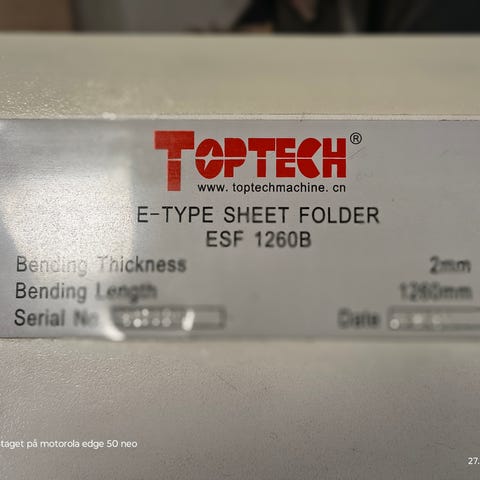 TOPTECH®
www.toptechmachine.cn
E-TYPE SHEET FOLDER
ESF 1260B
Bending Thickness 2mm
Bending Length 1260mm
Serial No Date
taget på motorola edge 50 neo
27.